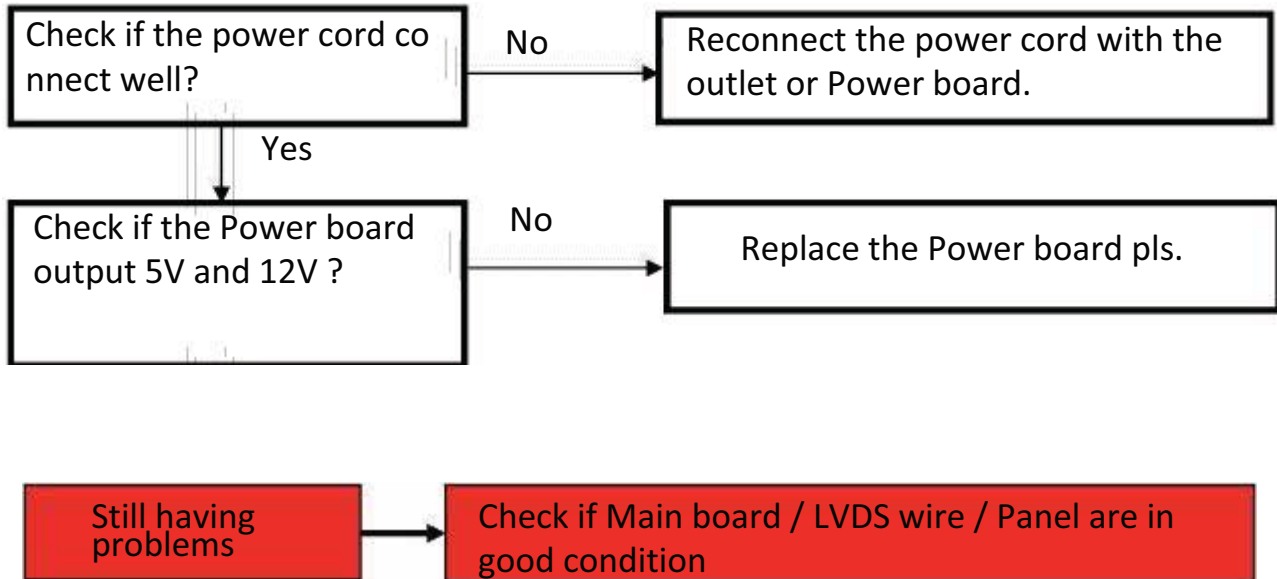 Check if the power cord co
nnect well?
No
Reconnect the power cord with the
outlet or Power board.
Yes
Check if the Power board
output 5V and 12V ?
No
Replace the Power board pls.
Still having
problems
Check if Main board / LVDS wire / Panel are in
good condition